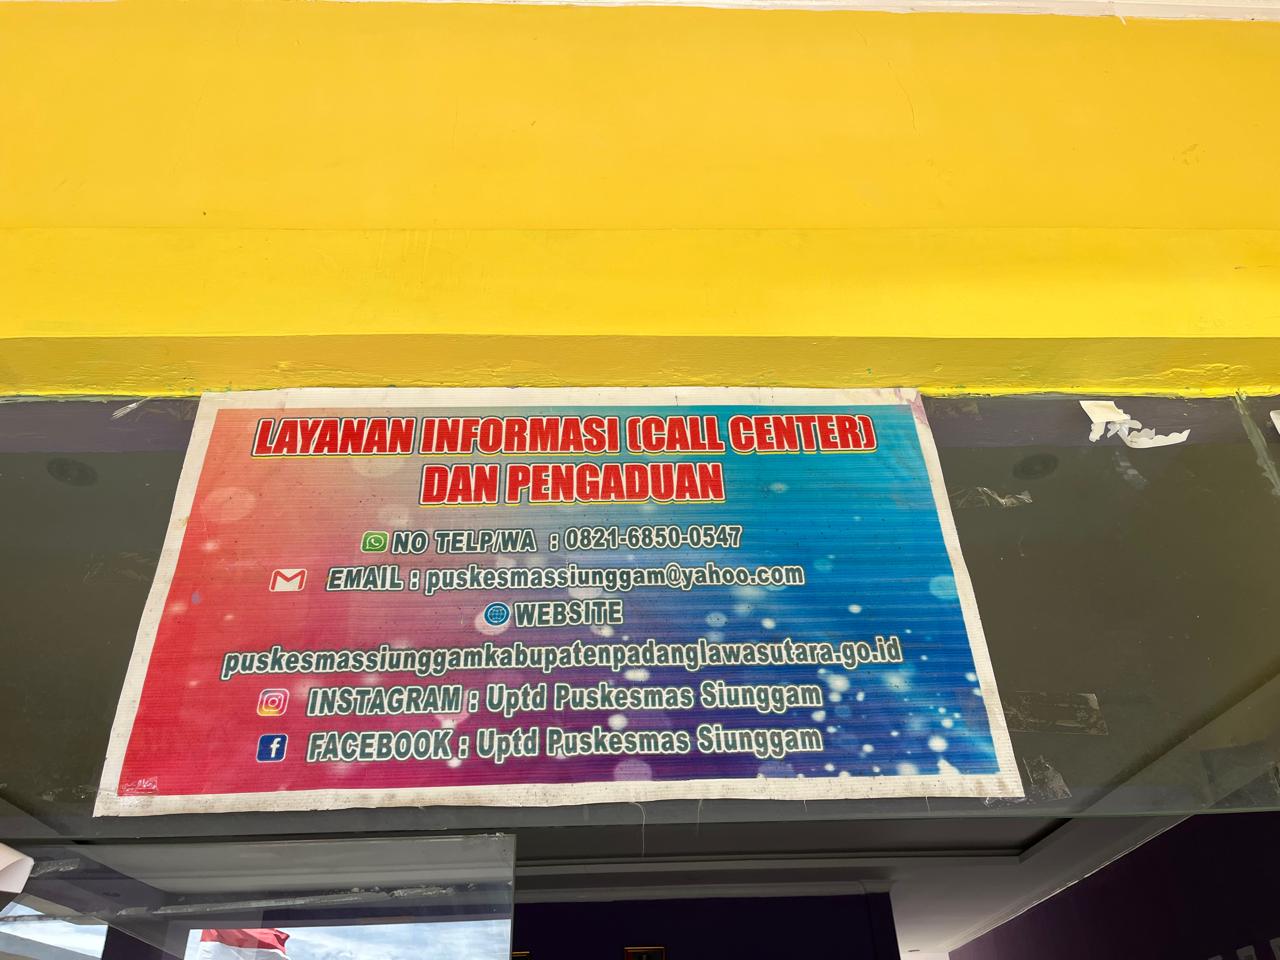 LAYANAN INFORMASI (CALL CENTER)
DAN PENGADUAN
NO TELP/WA : 0821-6850-0547
EMAIL : puskesmassiunggam@yahoo.com
WEBSITE
puskesmassiunggamkabupatenpadanglawasutara.go.id
INSTAGRAM : Uptd Puskesmas Siunggam
FACEBOOK : Uptd Puskesmas Siunggam